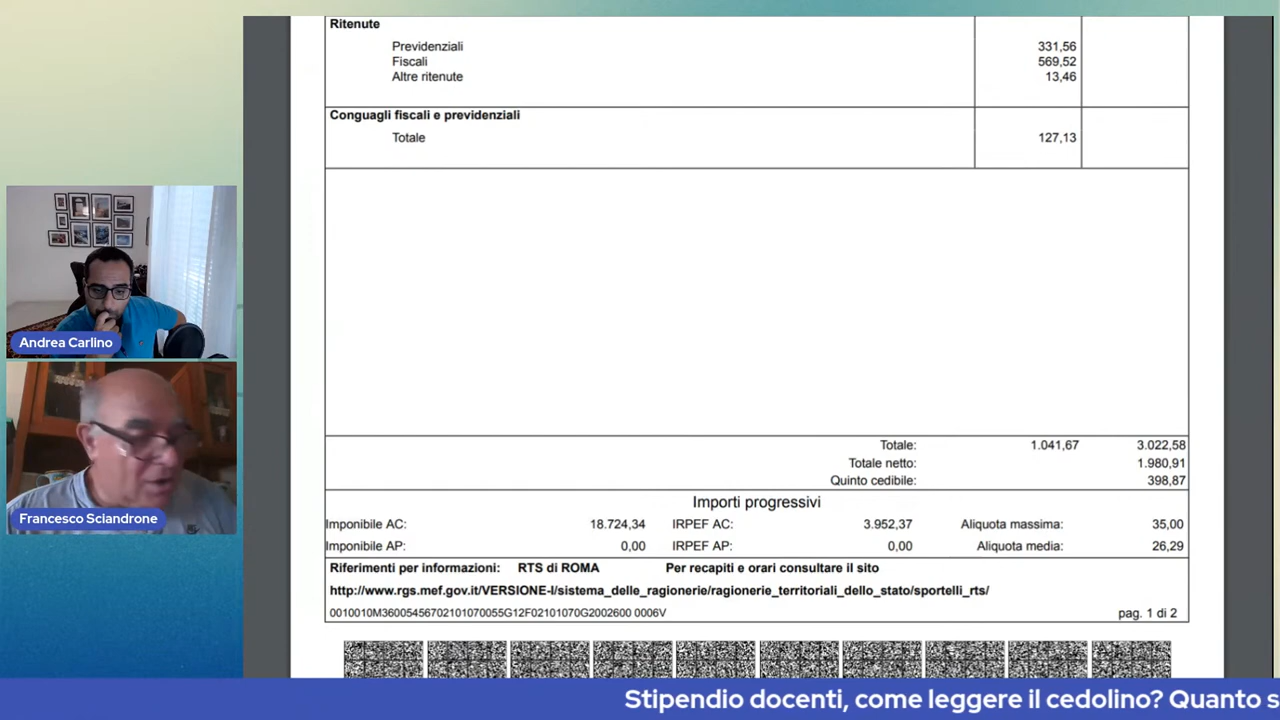 Ritenute
Previdenziali 331,56
Fiscali 569,52
Altre ritenute 13,46
Conguagli fiscali e previdenziali
Totale 127,13
Totale: 1.041,67 3.022,58
Totale netto: 1.980,91
Quinto cedibile: 398,87
Importi progressivi
Imponibile AC: 18.724,34 IRPEF AC: 3.952,37 Aliquota massima: 35,00
Imponibile AP: 0,00 IRPEF AP: 0,00 Aliquota media: 26,29
Riferimenti per informazioni: RTS di ROMA Per recapiti e orari consultare il sito
http://www.rgs.mef.gov.it/VERSIONE-I/sistema_delle_ragionerie/ragionerie_territoriali_dello_stato/sportelli_rts/
0010010M3600545670210107005​5G12F02101070G2002600 0006V
pag. 1 di 2
Andrea Carlino
Francesco Sclandrone
Stipendio docenti, come leggere il cedolino? Quanto s